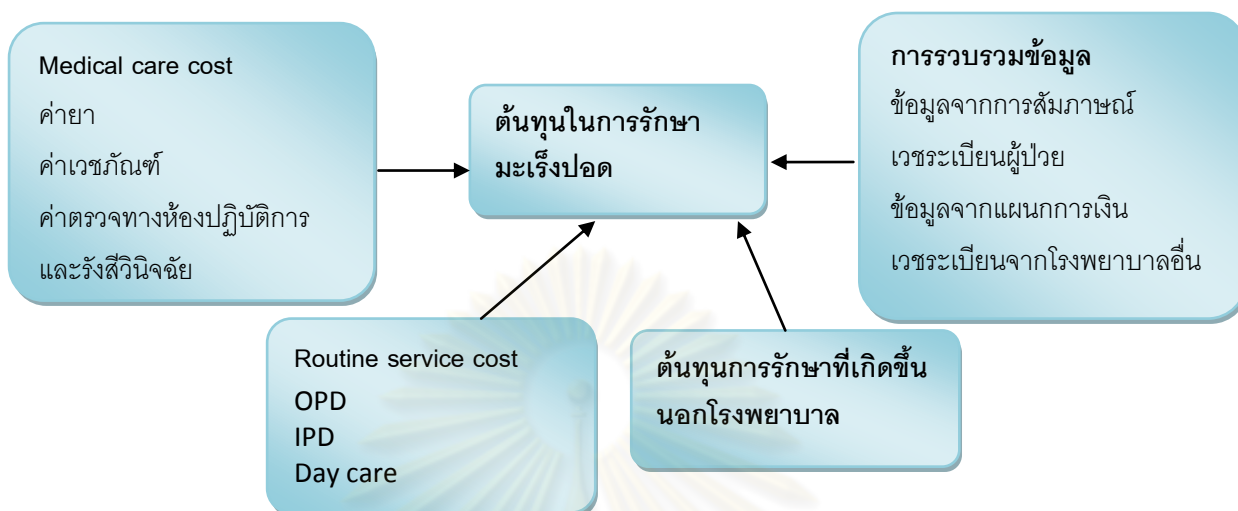 Medical care cost
ค่ายา
ค่าเวชภัณฑ์
ค่าตรวจทางห้องปฏิบัติการ
และรังสีวินิจฉัย
ต้นทุนในการรักษา
มะเร็งปอด
การรวบรวมข้อมูล
ข้อมูลจากการสัมภาษณ์
เวชระเบียนผู้ป่วย
ข้อมูลจากแผนกการเงิน
เวชระเบียนจากโรงพยาบาลอื่น
Routine service cost
OPD
IPD
Day care
ต้นทุนการรักษาที่เกิดขึ้น
นอกโรงพยาบาล